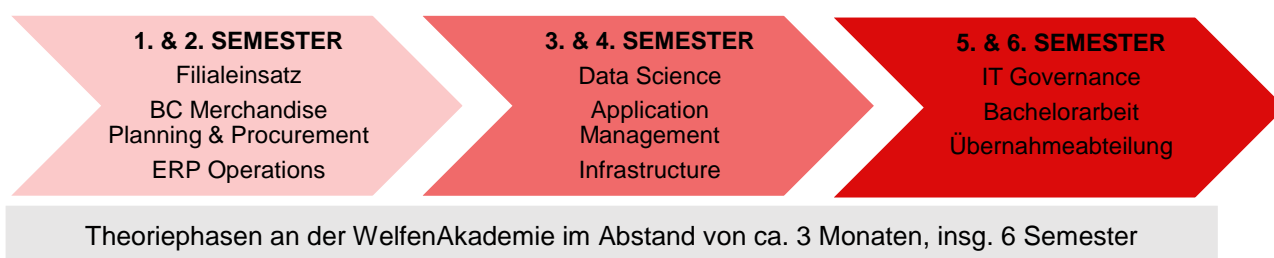 1. & 2. SEMESTER
Filialeinsatz
BC Merchandise
Planning & Procurement
ERP Operations
3. & 4. SEMESTER
Data Science
Application
Management
Infrastructure
5. & 6. SEMESTER
IT Governance
Bachelorarbeit
Übernahmeabteilung
Theoriephasen an der WelfenAkademie im Abstand von ca. 3 Monaten, insg. 6 Semester